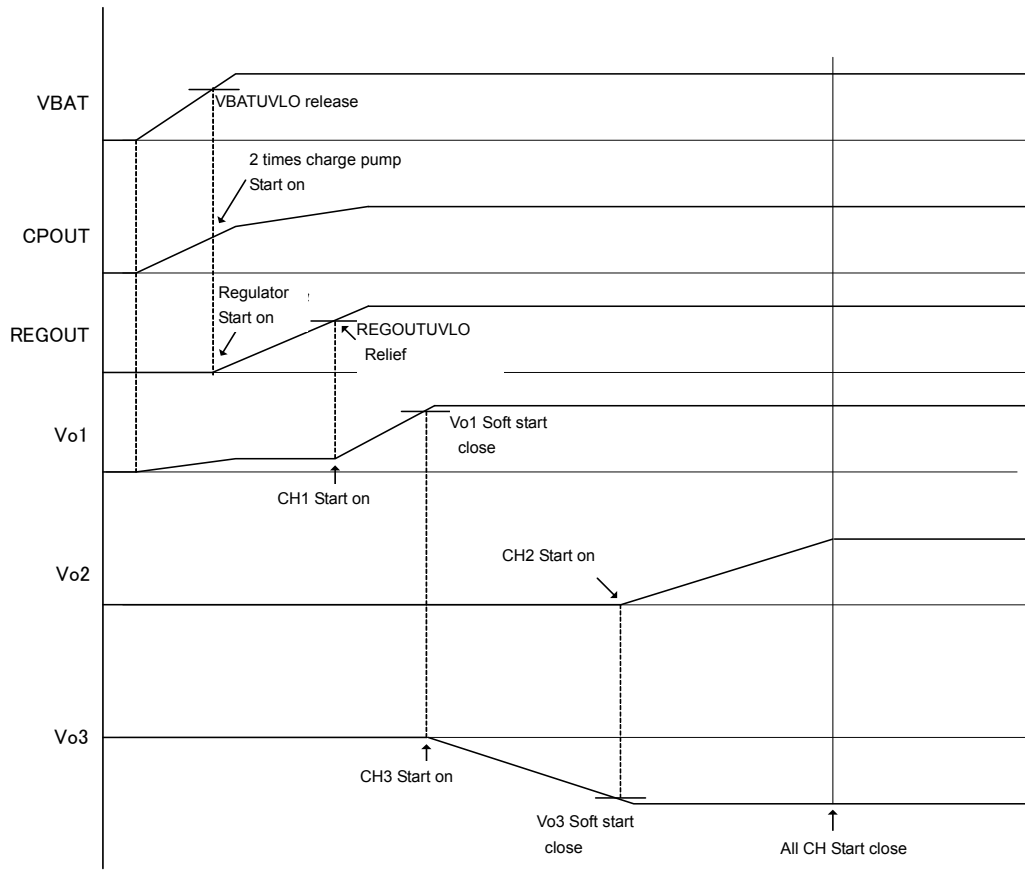 VBAT
VBATUVLO release
2 times charge pump
Start on
CPOUT
Regulator
Start on
REGOUT
REGOUTUVLO
Relief
Vo1
Vo1 Soft start
close
CH1 Start on
CH2 Start on
Vo2
Vo3
CH3 Start on
Vo3 Soft start
close
All CH Start close